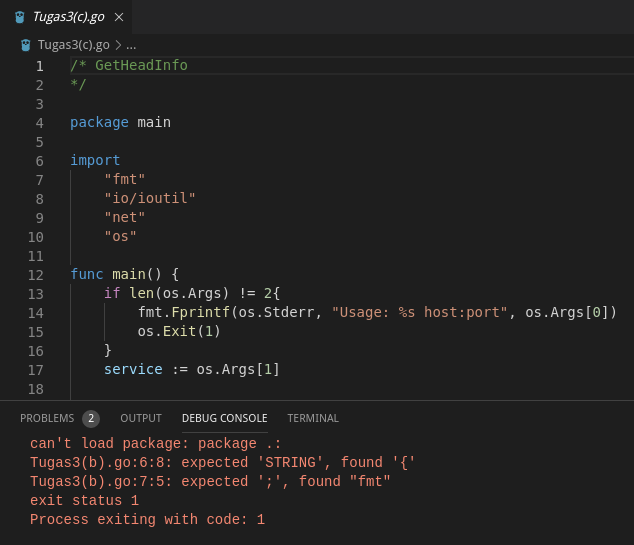 Tugas3(c).go ×
Tugas3(c).go > ...
1 /* GetHeadInfo
2 */
3
4 package main
5
6 import
7 "fmt"
8 "io/ioutil"
9 "net"
10 "os"
11
12 func main() {
13 if len(os.Args) != 2{
14 fmt.Fprintf(os.Stderr, "Usage: %s host:port", os.Args[0])
15 os.Exit(1)
16 }
17 service := os.Args[1]
18
PROBLEMS 2 OUTPUT DEBUG CONSOLE TERMINAL
can't load package: package .:
Tugas3(b).go:6:8: expected 'STRING', found '{'
Tugas3(b).go:7:5: expected ';', found "fmt"
exit status 1
Process exiting with code: 1